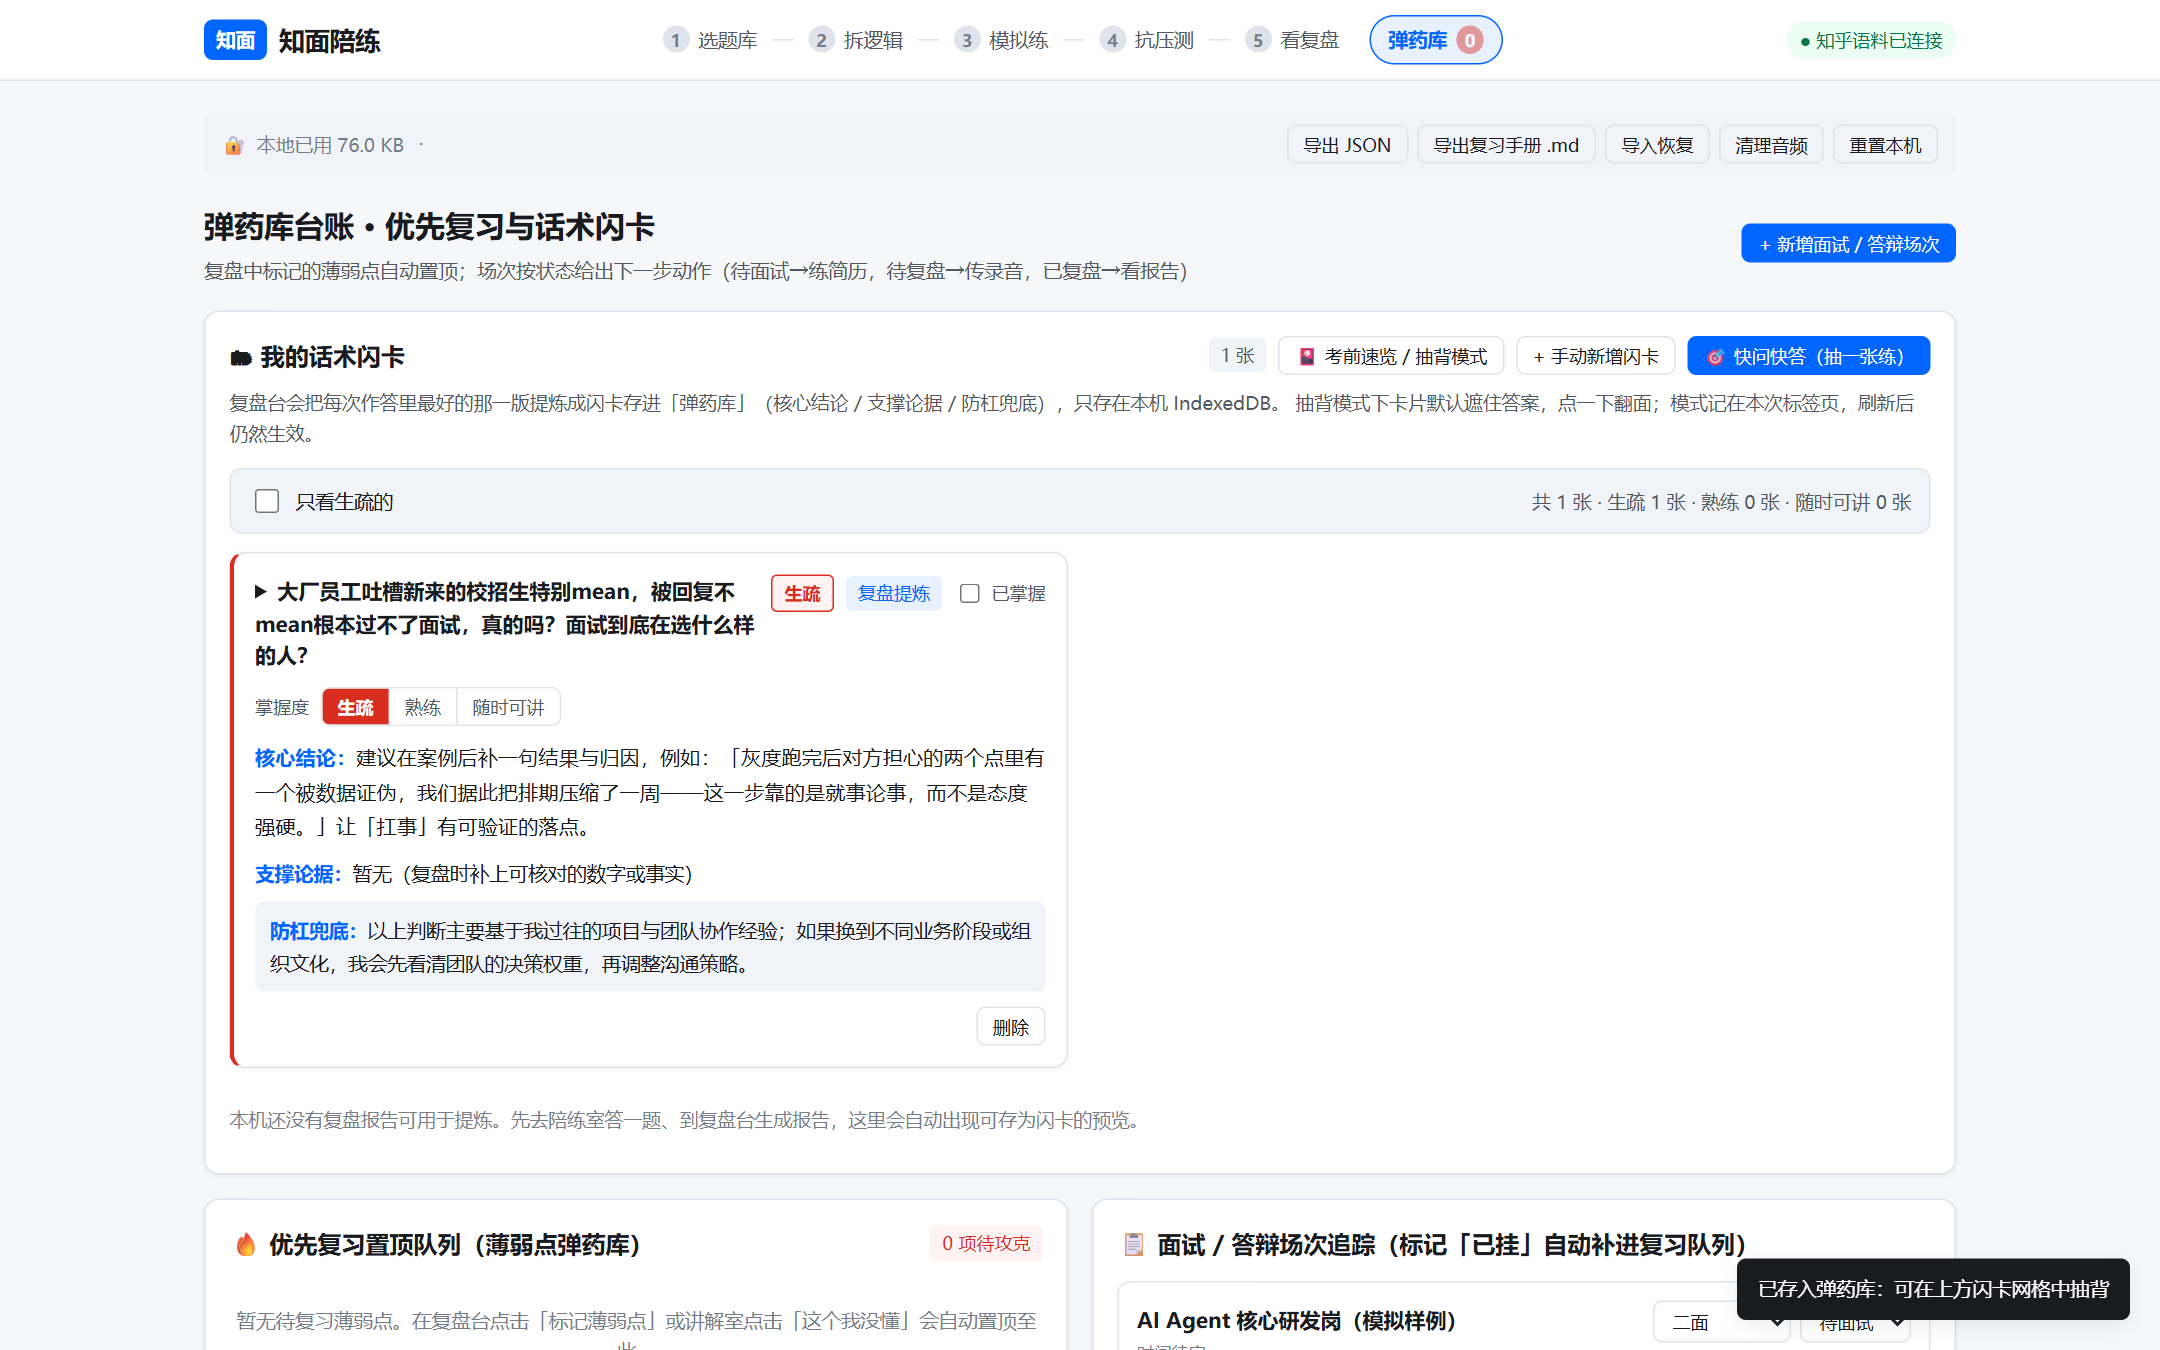 知面 知面陪练
1 选题库 2 拆逻辑 3 模拟练 4 抗压测 5 看复盘 弹药库 0
知乎语料已连接
本地已用 76.0 KB ·
导出 JSON 导出复习手册 .md 导入恢复 清理音频 重置本机
弹药库台账 · 优先复习与话术闪卡
复盘中标记的薄弱点自动置顶；场次按状态给出下一步动作（待面试→练简历，待复盘→传录音，已复盘→看报告）
+ 新增面试 / 答辩场次
我的话术闪卡
1 张 考前速览 / 抽背模式 + 手动新增闪卡 快问快答（抽一张练）
复盘台会把每次作答里最好的那一版提炼成闪卡存进「弹药库」（核心结论 / 支撑论据 / 防杠兜底），只存在本机 IndexedDB。 抽背模式下卡片默认遮住答案，点一下翻面；模式记在本次标签页，刷新后
仍然生效。
只看生疏的
共 1 张 · 生疏 1 张 · 熟练 0 张 · 随时可讲 0 张
大厂员工吐槽新来的校招生特别mean，被回复不
mean根本过不了面试，真的吗？面试到底在选什么样
的人？
生疏 复盘提炼 已掌握
掌握度 生疏 熟练 随时可讲
核心结论：建议在案例后补一句结果与归因，例如：「灰度跑完后对方担心的两个点里有
一个被数据证伪，我们据此把排期压缩了一周——这一步靠的是就事论事，而不是态度
强硬。」让「扛事」有可验证的落点。
支撑论据：暂无（复盘时补上可核对的数字或事实）
防杠兜底：以上判断主要基于我过往的项目与团队协作经验；如果换到不同业务阶段或组
织文化，我会先看清团队的决策权重，再调整沟通策略。
删除
本机还没有复盘报告可用于提炼。先去陪练室答一题、到复盘台生成报告，这里会自动出现可存为闪卡的预览。
优先复习置顶队列（薄弱点弹药库）
0 项待攻克
暂无待复习薄弱点。在复盘台点击「标记薄弱点」或讲解室点击「这个我没懂」会自动置顶至
面试 / 答辩场次追踪（标记「已挂」自动补进复习队列）
AI Agent 核心研发岗（模拟样例）
二面 待面试
已存入弹药库：可在上方闪卡网格中抽背